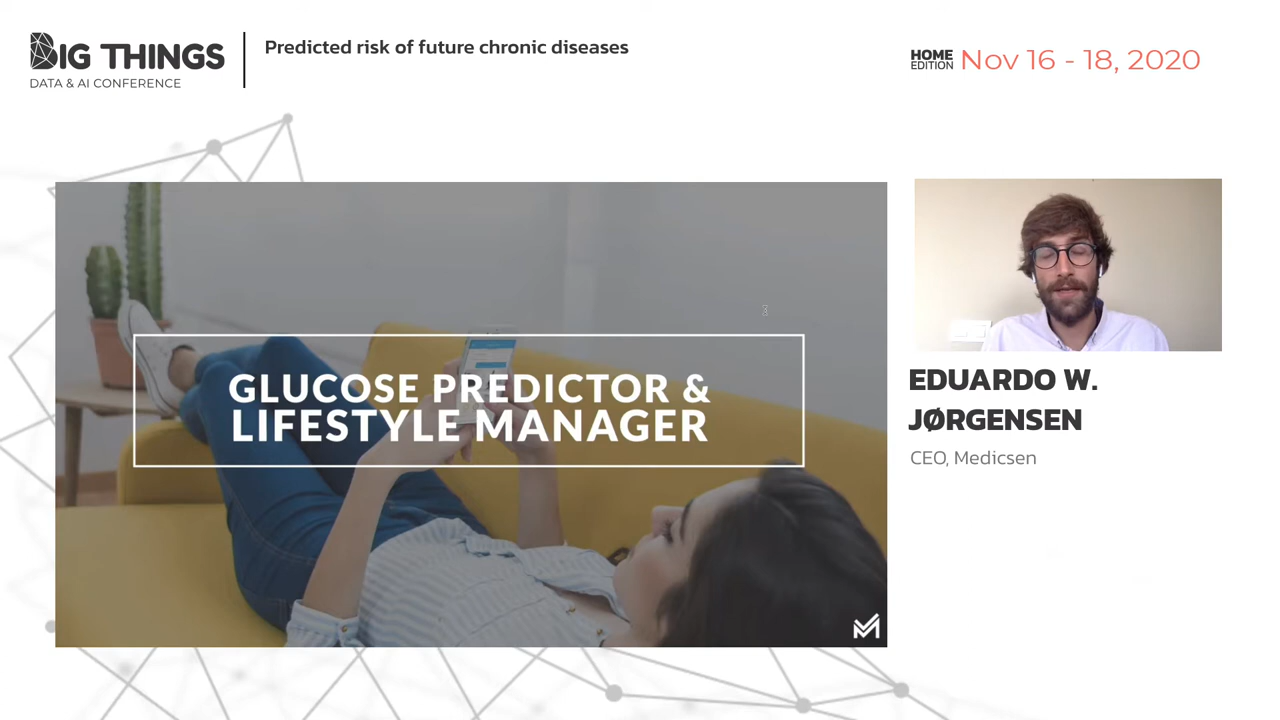 BIG THINGS
DATA & AI CONFERENCE
Predicted risk of future chronic diseases
HOME
EDITION
Nov 16 - 18, 2020
GLUCOSE PREDICTOR &
LIFESTYLE MANAGER
EDUARDO W.
JØRGENSEN
CEO, Medicsen